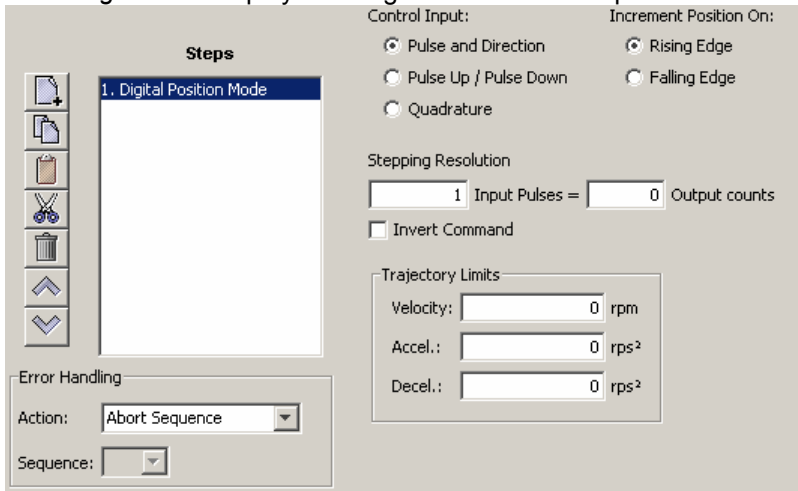 Control Input:
Increment Position On:
Steps
Pulse and Direction
Rising Edge
1. Digital Position Mode
Pulse Up / Pulse Down
Falling Edge
Quadrature
Stepping Resolution
1 Input Pulses = 0 Output counts
Invert Command
Trajectory Limits
Velocity: 0 rpm
Accel.: 0 rps²
Decel.: 0 rps²
Error Handling
Action: Abort Sequence
Sequence: